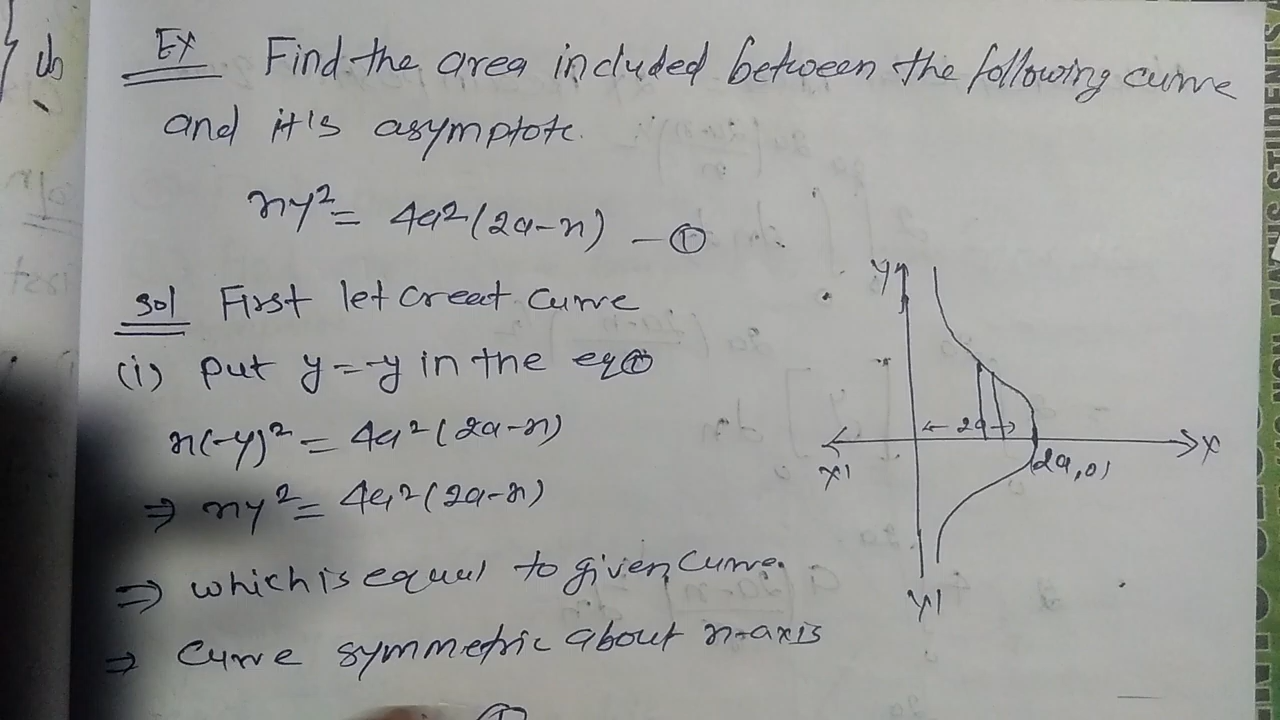 Ex Find the area included between the following curve
and it's asymptote.
xy²= 4a²(2a-x) - ①
Sol First let creat curve
(i) put y=-y in the eq①
x(-y)² = 4a²(2a-x)
⇒ xy²= 4a²(2a-x)
⇒ which is equal to given curve.
⇒ Curve symmetric about x-axis
①
y
← 2a →
x'
x
(2a,0)
y'